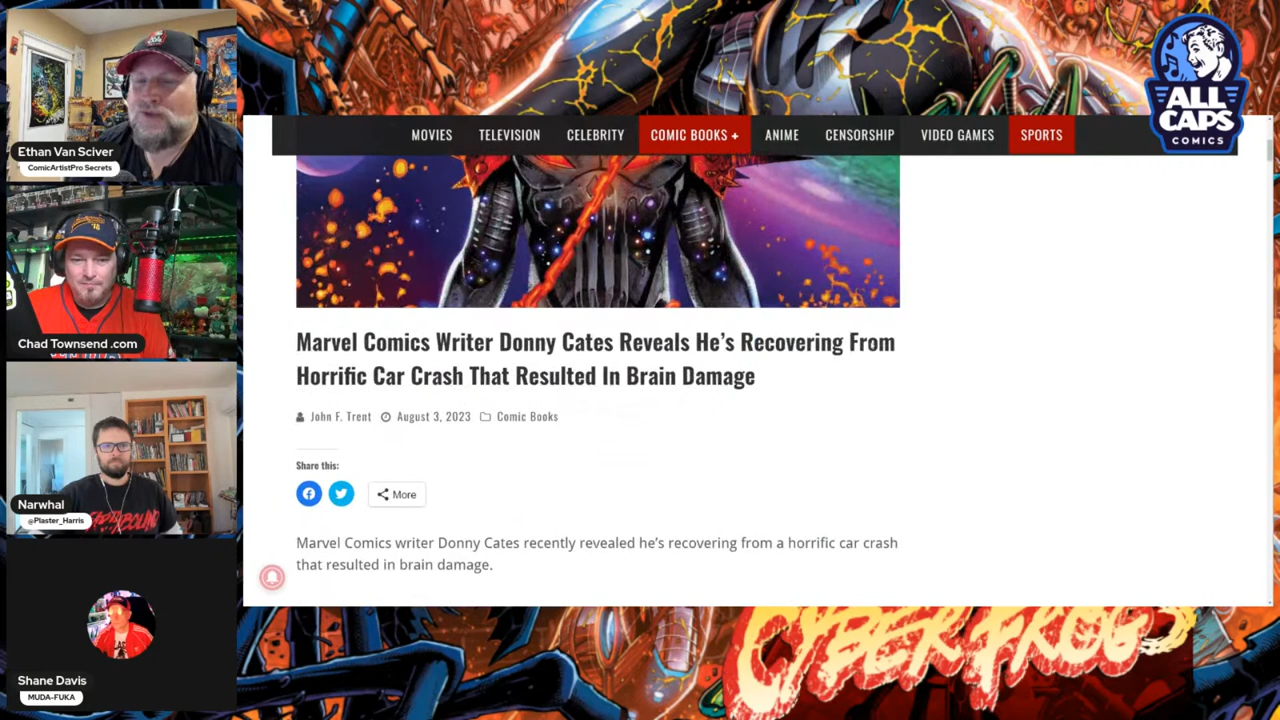 Ethan Van Sciver
ComicArtistPro Secrets
Chad Townsend .com
Narwhal
@Plaster_Harris
Shane Davis
MUDA-FUKA
MOVIES
TELEVISION
CELEBRITY
COMIC BOOKS +
ANIME
CENSORSHIP
VIDEO GAMES
SPORTS
ALL
CAPS
COMICS
Marvel Comics Writer Donny Cates Reveals He’s Recovering From
Horrific Car Crash That Resulted In Brain Damage
John F. Trent
August 3, 2023
Comic Books
Share this:
More
Marvel Comics writer Donny Cates recently revealed he’s recovering from a horrific car crash
that resulted in brain damage.
CYBERFROG